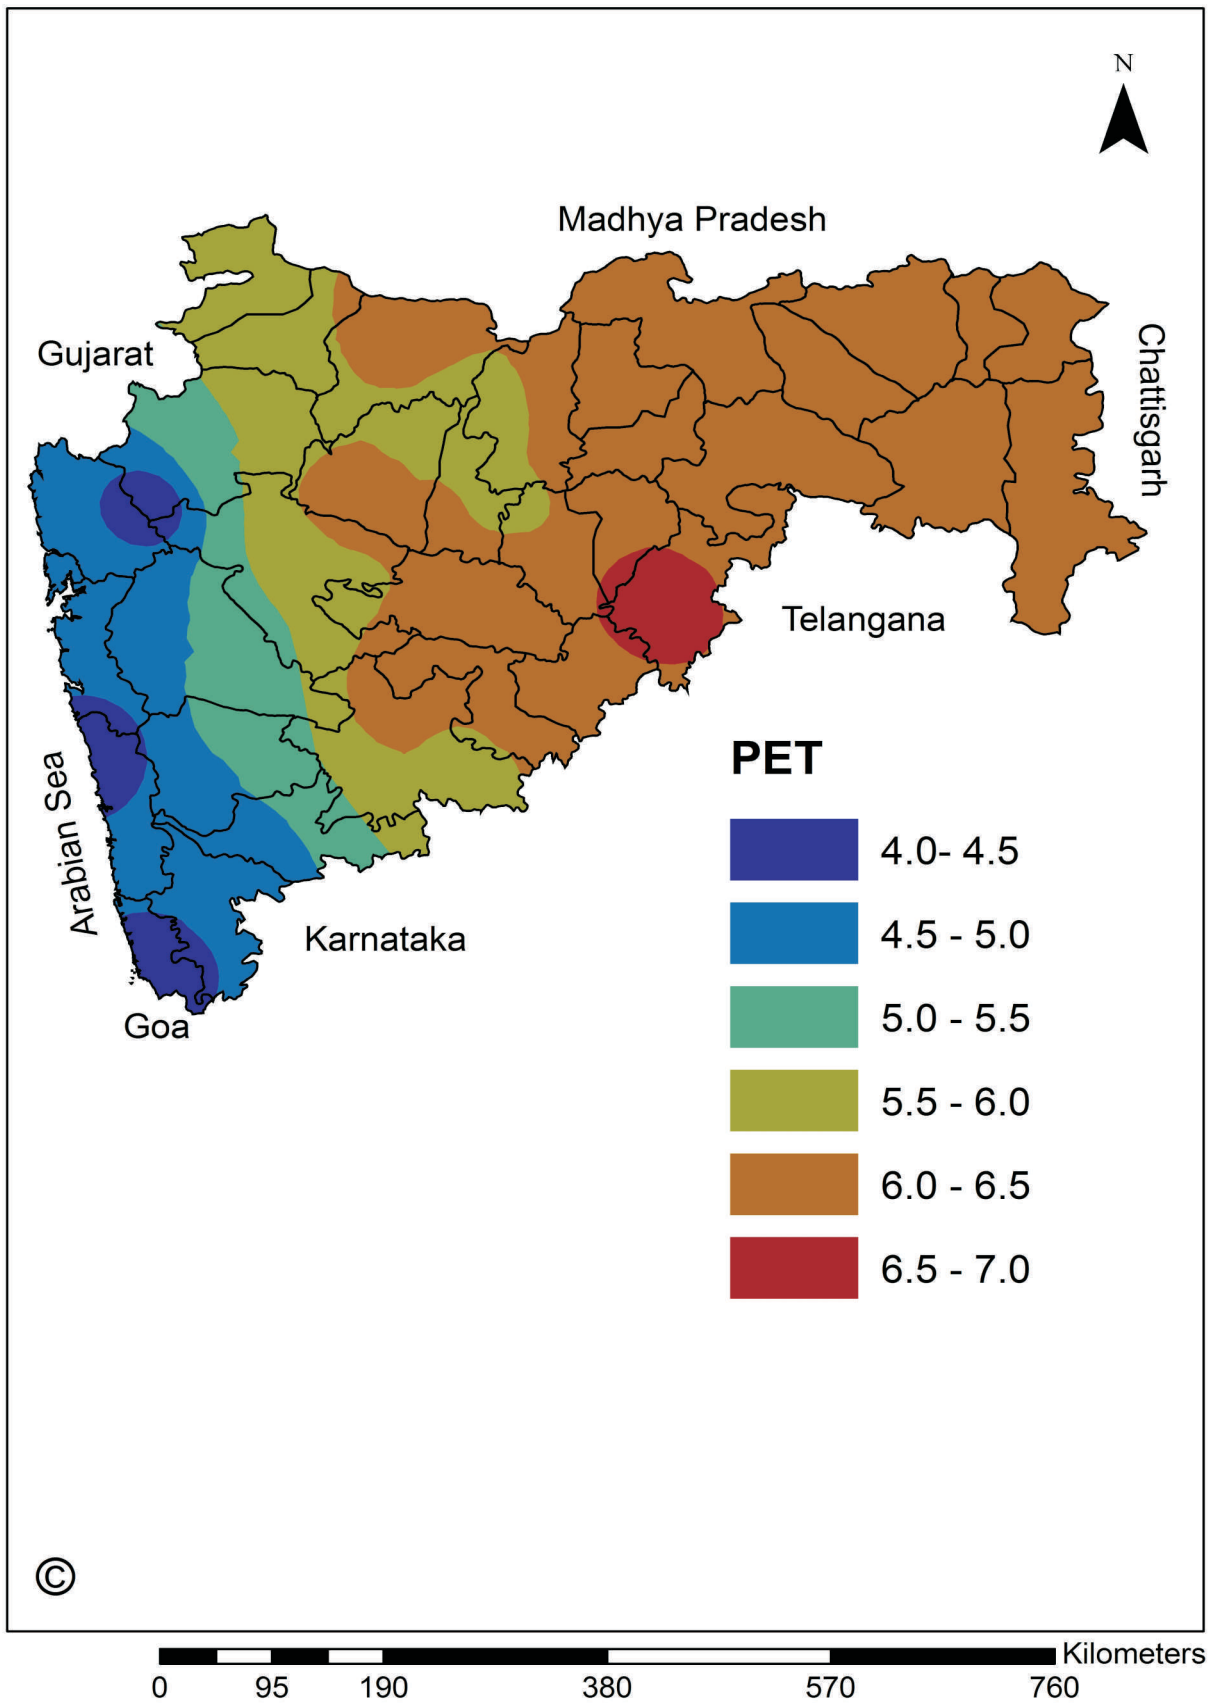 N
Madhya Pradesh
Gujarat
Chattisgarh
Telangana
Arabian Sea
Karnataka
Goa
PET
4.0- 4.5
4.5 - 5.0
5.0 - 5.5
5.5 - 6.0
6.0 - 6.5
6.5 - 7.0
©
Kilometers
0 95 190 380 570 760